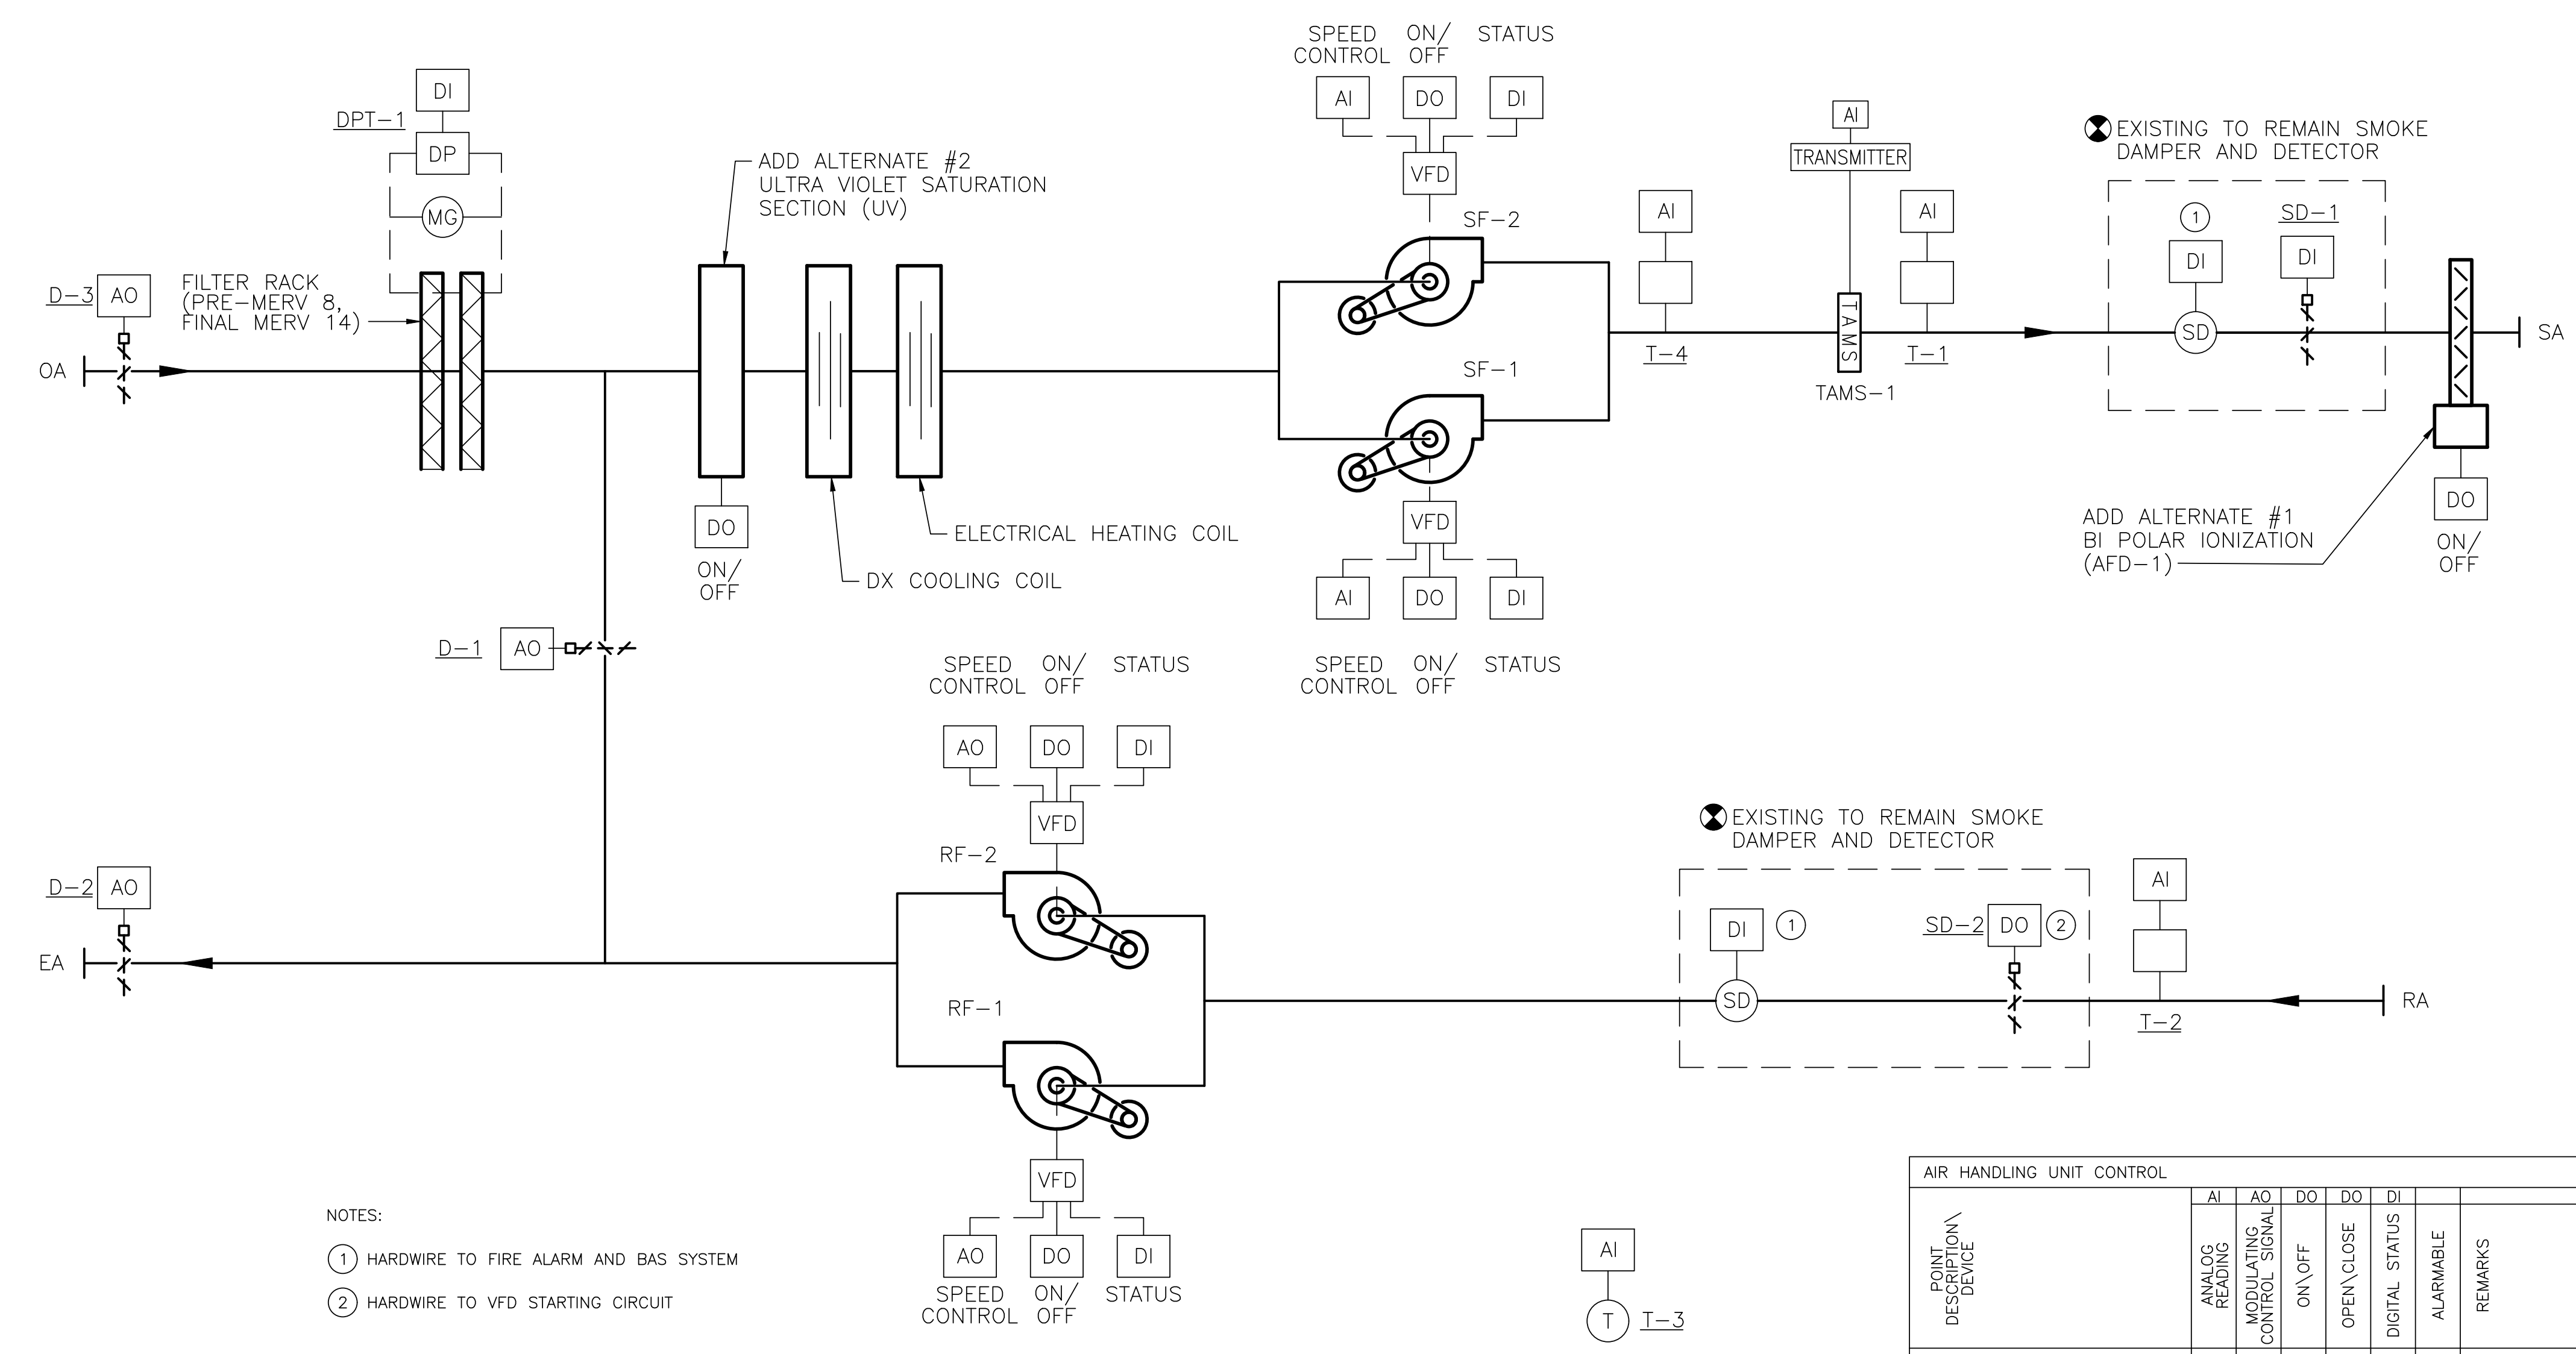 SPEED CONTROL
ON/ OFF
STATUS
AI
DO
DI
VFD
SF-2
DI
DPT-1
DP
MG
ADD ALTERNATE #2
ULTRA VIOLET SATURATION
SECTION (UV)
AI
TRANSMITTER
AI
T-4
TAMS
TAMS-1
AI
T-1
EXISTING TO REMAIN SMOKE
DAMPER AND DETECTOR
1
DI
SD
SD-1
DI
SA
D-3
AO
OA
FILTER RACK
(PRE-MERV 8,
FINAL MERV 14)
DO
ON/
OFF
ELECTRICAL HEATING COIL
DX COOLING COIL
SF-1
VFD
AI
DO
DI
SPEED CONTROL
ON/ OFF
STATUS
ADD ALTERNATE #1
BI POLAR IONIZATION
(AFD-1)
DO
ON/
OFF
D-1
AO
SPEED CONTROL
ON/ OFF
STATUS
AO
DO
DI
VFD
RF-2
D-2
AO
EA
RF-1
VFD
AO
DO
DI
SPEED CONTROL
ON/ OFF
STATUS
EXISTING TO REMAIN SMOKE
DAMPER AND DETECTOR
DI
1
SD
SD-2
DO
2
AI
T-2
RA
NOTES:
1 HARDWIRE TO FIRE ALARM AND BAS SYSTEM
2 HARDWIRE TO VFD STARTING CIRCUIT
AI
T
T-3
AIR HANDLING UNIT CONTROL
AI AO DO DO DI
POINT
DESCRIPTION\
DEVICE
ANALOG
READING
MODULATING
CONTROL SIGNAL
ON\OFF
OPEN\CLOSE
DIGITAL STATUS
ALARMABLE
REMARKS